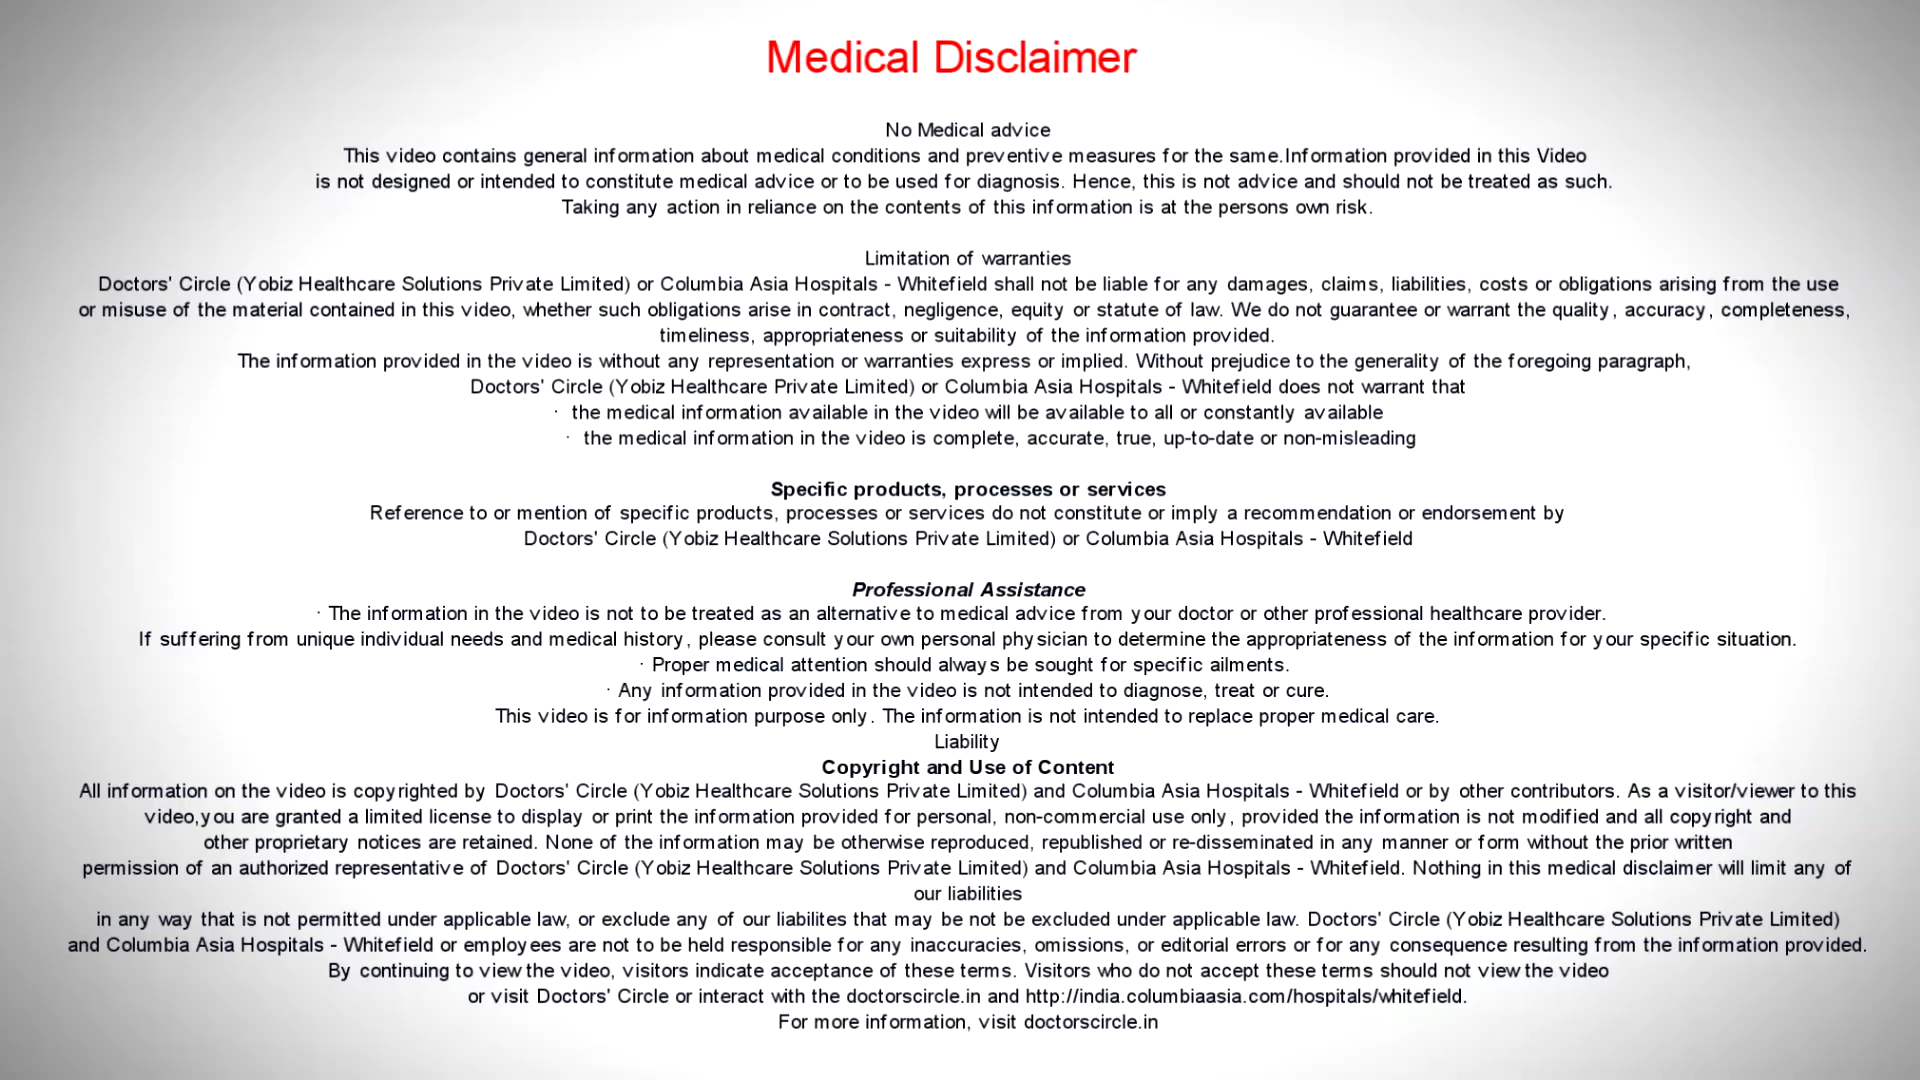 Medical Disclaimer
No Medical advice
This video contains general information about medical conditions and preventive measures for the same.Information provided in this Video
is not designed or intended to constitute medical advice or to be used for diagnosis. Hence, this is not advice and should not be treated as such.
Taking any action in reliance on the contents of this information is at the persons own risk.
Limitation of warranties
Doctors' Circle (Yobiz Healthcare Solutions Private Limited) or Columbia Asia Hospitals - Whitefield shall not be liable for any damages, claims, liabilities, costs or obligations arising from the use
or misuse of the material contained in this video, whether such obligations arise in contract, negligence, equity or statute of law. We do not guarantee or warrant the quality, accuracy, completeness,
timeliness, appropriateness or suitability of the information provided.
The information provided in the video is without any representation or warranties express or implied. Without prejudice to the generality of the foregoing paragraph,
Doctors' Circle (Yobiz Healthcare Private Limited) or Columbia Asia Hospitals - Whitefield does not warrant that
· the medical information available in the video will be available to all or constantly available
· the medical information in the video is complete, accurate, true, up-to-date or non-misleading
Specific products, processes or services
Reference to or mention of specific products, processes or services do not constitute or imply a recommendation or endorsement by
Doctors' Circle (Yobiz Healthcare Solutions Private Limited) or Columbia Asia Hospitals - Whitefield
Professional Assistance
· The information in the video is not to be treated as an alternative to medical advice from your doctor or other professional healthcare provider.
If suffering from unique individual needs and medical history, please consult your own personal physician to determine the appropriateness of the information for your specific situation.
· Proper medical attention should always be sought for specific ailments.
· Any information provided in the video is not intended to diagnose, treat or cure.
This video is for information purpose only. The information is not intended to replace proper medical care.
Liability
Copyright and Use of Content
All information on the video is copyrighted by Doctors' Circle (Yobiz Healthcare Solutions Private Limited) and Columbia Asia Hospitals - Whitefield or by other contributors. As a visitor/viewer to this
video,you are granted a limited license to display or print the information provided for personal, non-commercial use only, provided the information is not modified and all copyright and
other proprietary notices are retained. None of the information may be otherwise reproduced, republished or re-disseminated in any manner or form without the prior written
permission of an authorized representative of Doctors' Circle (Yobiz Healthcare Solutions Private Limited) and Columbia Asia Hospitals - Whitefield. Nothing in this medical disclaimer will limit any of
our liabilities
in any way that is not permitted under applicable law, or exclude any of our liabilites that may be not be excluded under applicable law. Doctors' Circle (Yobiz Healthcare Solutions Private Limited)
and Columbia Asia Hospitals - Whitefield or employees are not to be held responsible for any inaccuracies, omissions, or editorial errors or for any consequence resulting from the information provided.
By continuing to view the video, visitors indicate acceptance of these terms. Visitors who do not accept these terms should not view the video
or visit Doctors' Circle or interact with the doctorscircle.in and http://india.columbiaasia.com/hospitals/whitefield.
For more information, visit doctorscircle.in